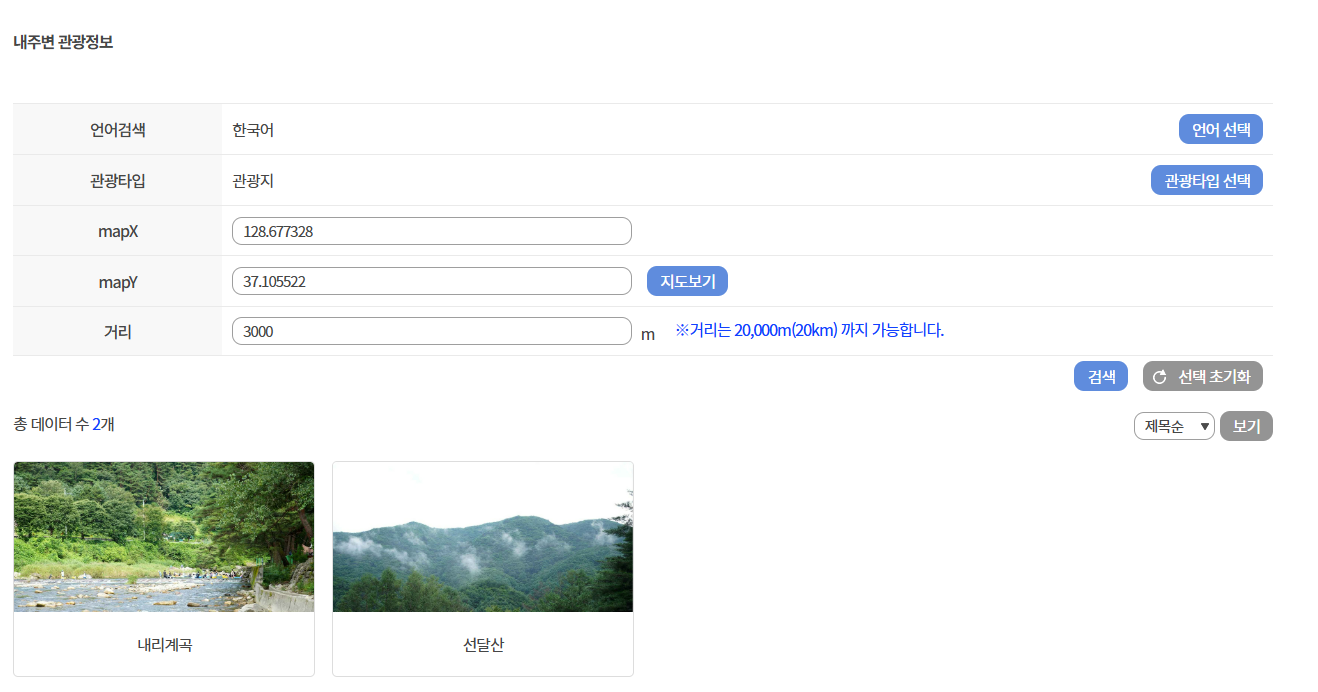 내주변 관광정보
언어검색 한국어 언어 선택
관광타입 관광지 관광타입 선택
mapX 128.677328
mapY 37.105522 지도보기
거리 3000 m ※거리는 20,000m(20km) 까지 가능합니다.
검색 선택 초기화
총 데이터 수 2개 제목순 ▼ 보기
내리계곡 선달산